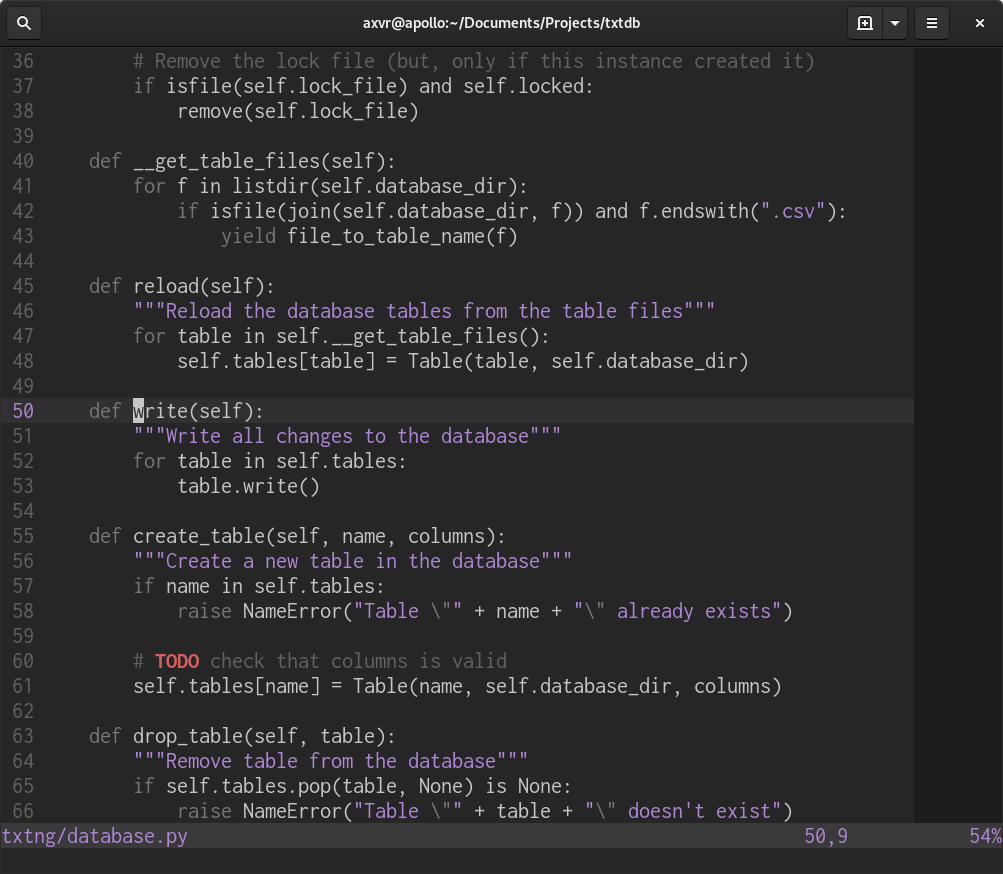 axvr@apollo:~/Documents/Projects/txtdb
36         # Remove the lock file (but, only if this instance created it)
37         if isfile(self.lock_file) and self.locked:
38             remove(self.lock_file)
39
40     def __get_table_files(self):
41         for f in listdir(self.database_dir):
42             if isfile(join(self.database_dir, f)) and f.endswith(".csv"):
43                 yield file_to_table_name(f)
44
45     def reload(self):
46         """Reload the database tables from the table files"""
47         for table in self.__get_table_files():
48             self.tables[table] = Table(table, self.database_dir)
49
50     def write(self):
51         """Write all changes to the database"""
52         for table in self.tables:
53             table.write()
54
55     def create_table(self, name, columns):
56         """Create a new table in the database"""
57         if name in self.tables:
58             raise NameError("Table \"" + name + "\" already exists")
59
60         # TODO check that columns is valid
61         self.tables[name] = Table(name, self.database_dir, columns)
62
63     def drop_table(self, table):
64         """Remove table from the database"""
65         if self.tables.pop(table, None) is None:
66             raise NameError("Table \"" + table + "\" doesn't exist")
txtng/database.py 50,9 54%